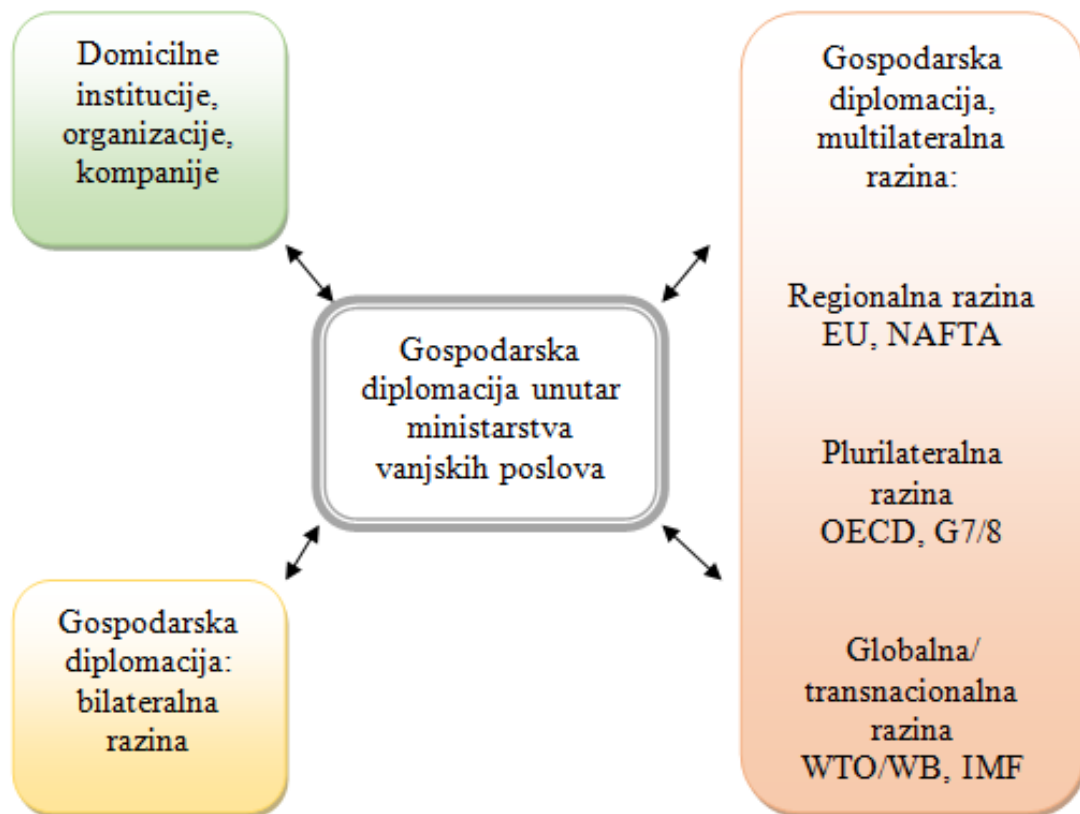 Domicilne
institucije,
organizacije,
kompanije
Gospodarska
diplomacija,
multilateralna
razina:
Regionalna razina
EU, NAFTA
Plurilateralna
razina
OECD, G7/8
Globalna/
transnacionalna
razina
WTO/WB, IMF
Gospodarska
diplomacija unutar
ministarstva
vanjskih poslova
Gospodarska
diplomacija:
bilateralna
razina